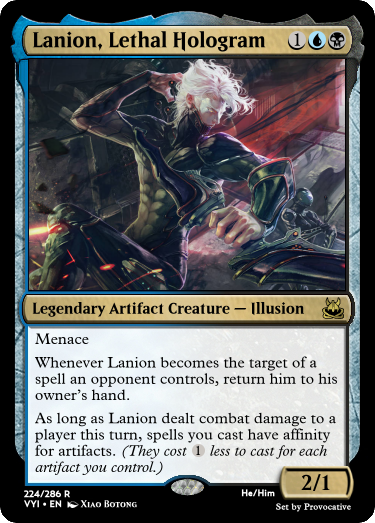 Lanion, Lethal Hologram 1
Legendary Artifact Creature — Illusion
Menace
Whenever Lanion becomes the target of a
spell an opponent controls, return him to his
owner's hand.
As long as Lanion dealt combat damage to a
player this turn, spells you cast have affinity
for artifacts. (They cost 1 less to cast for each
artifact you control.)
2/1
224/286 R He/Him
VYI • EN Xiao Botong Set by Provocative